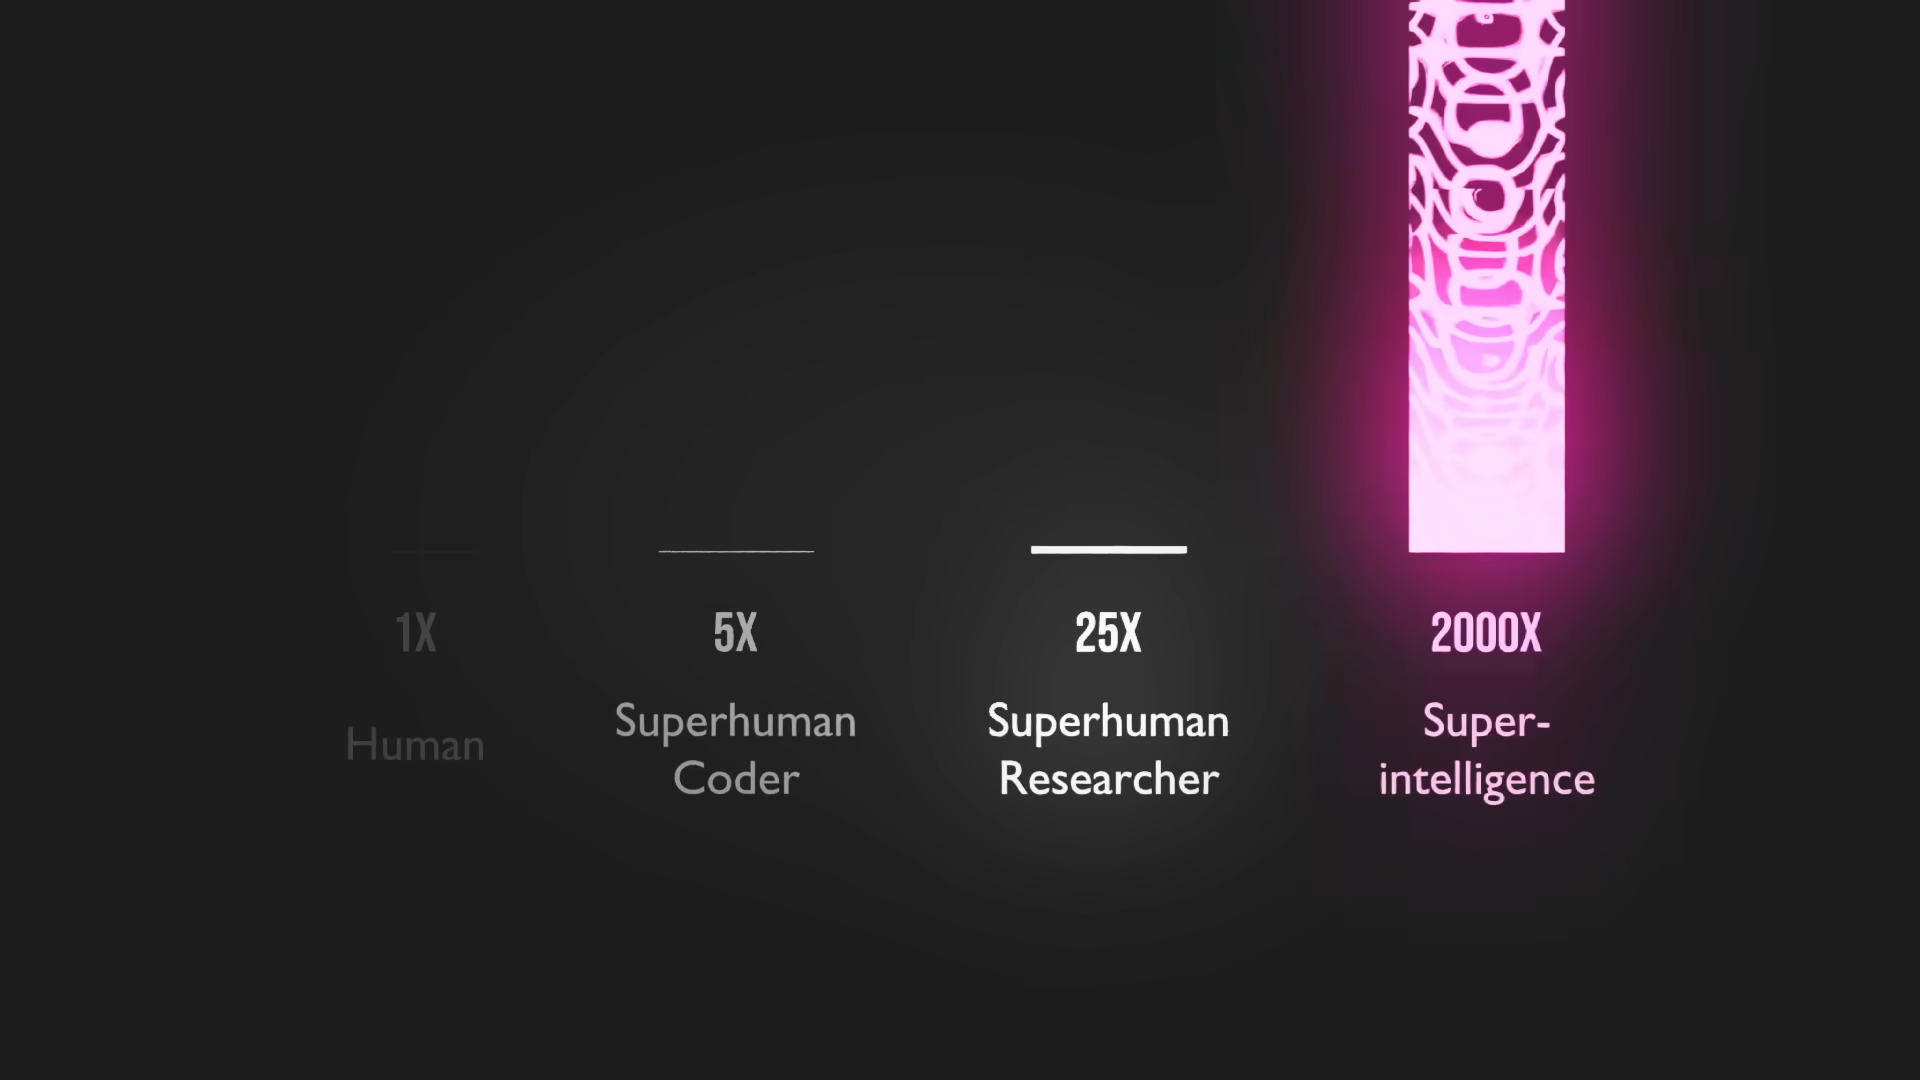 1X
Human
5X
Superhuman
Coder
25X
Superhuman
Researcher
2000X
Super-
intelligence